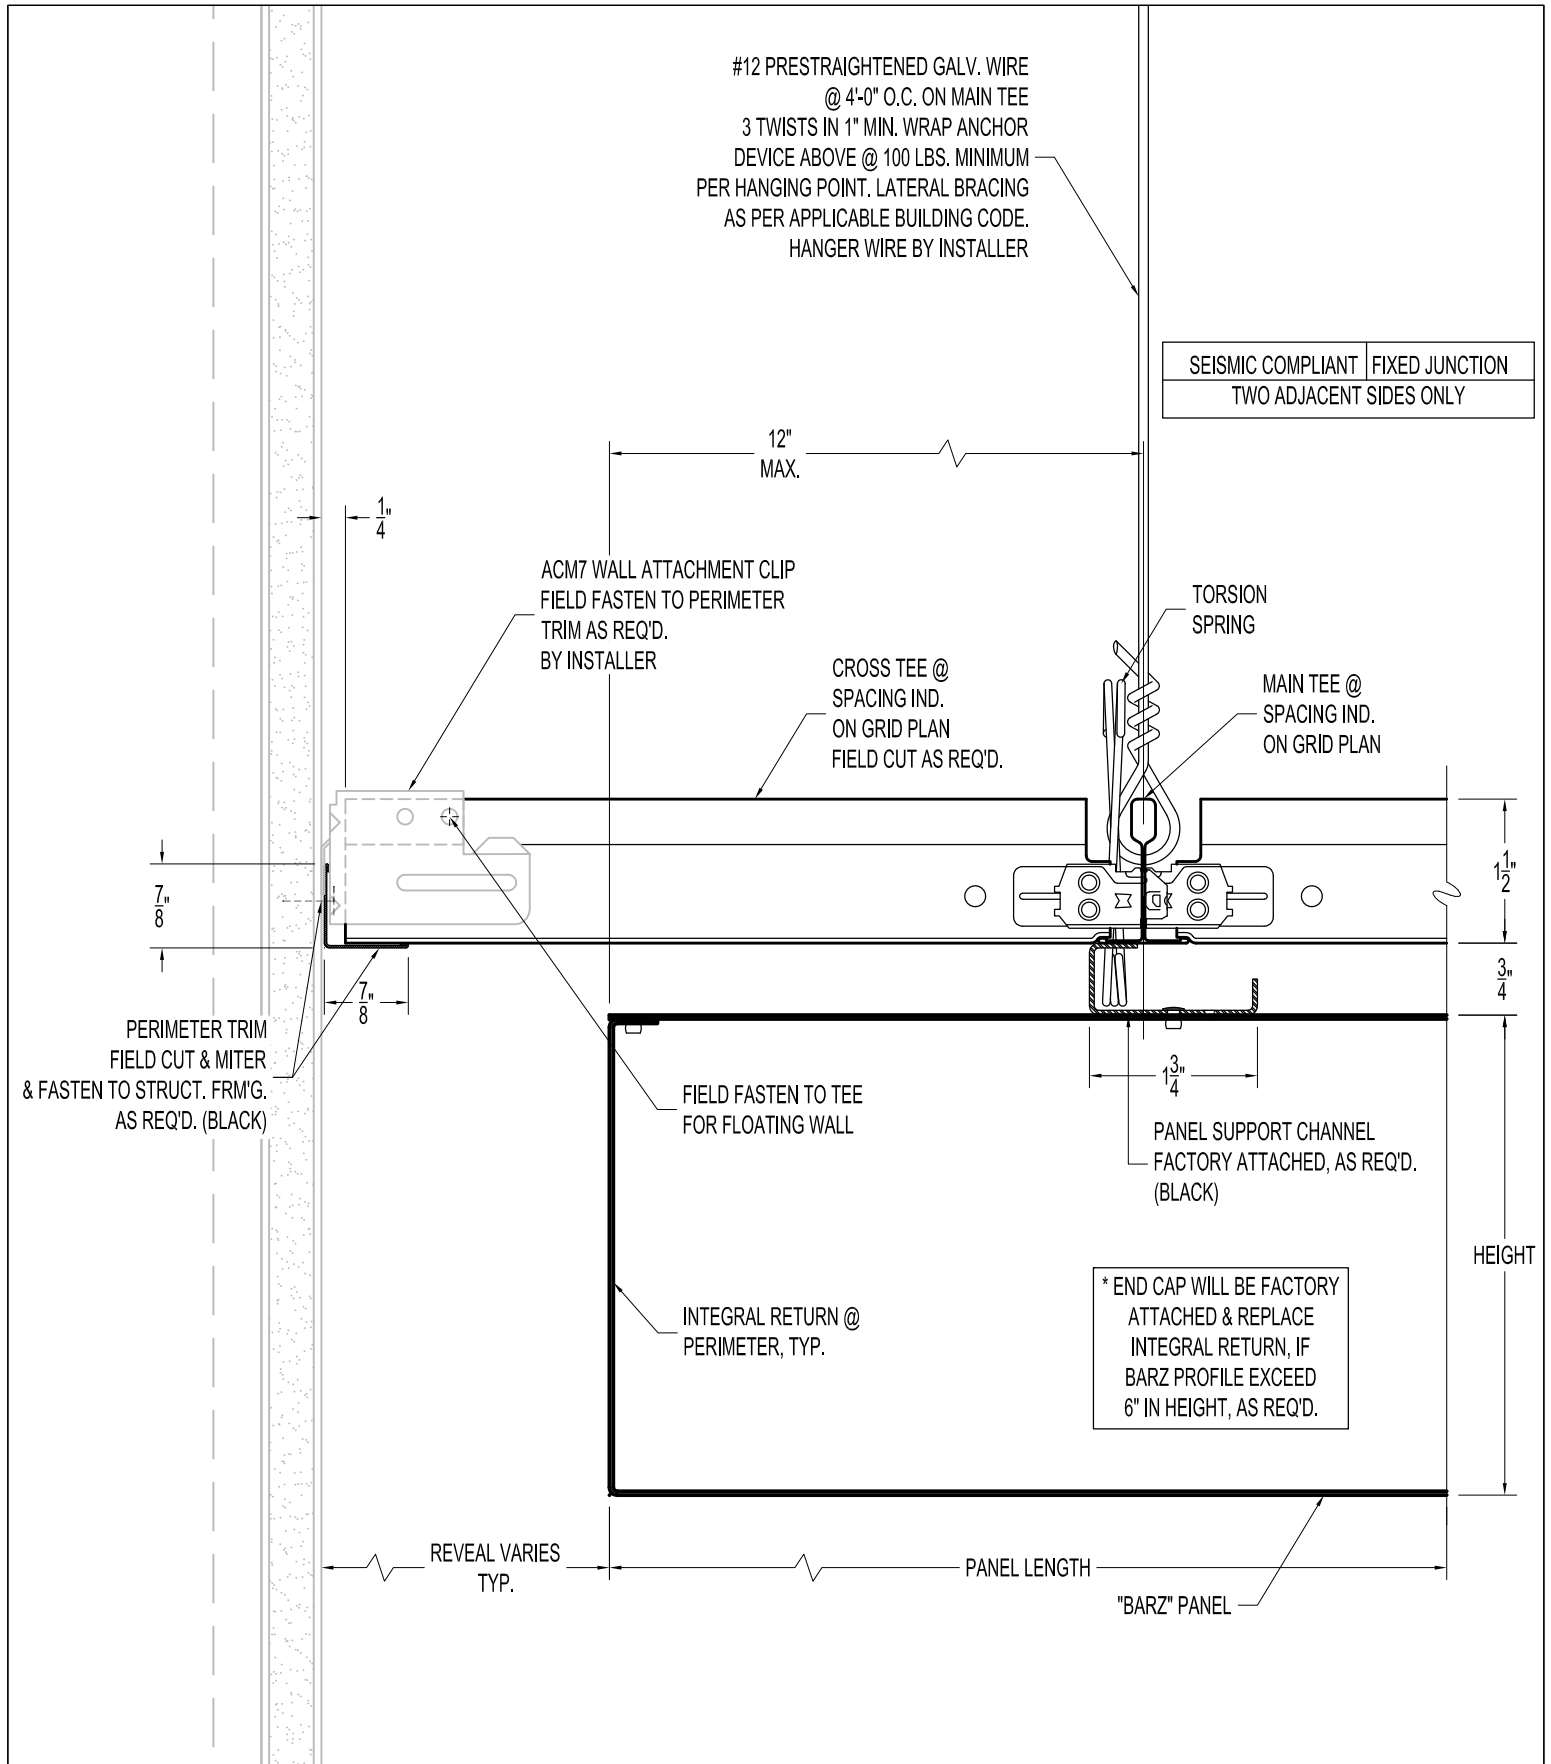 #12 PRESTRAIGHTENED GALV. WIRE
@ 4'-0" O.C. ON MAIN TEE
3 TWISTS IN 1" MIN. WRAP ANCHOR
DEVICE ABOVE @ 100 LBS. MINIMUM
PER HANGING POINT. LATERAL BRACING
AS PER APPLICABLE BUILDING CODE.
HANGER WIRE BY INSTALLER
SEISMIC COMPLIANT FIXED JUNCTION
TWO ADJACENT SIDES ONLY
12"
MAX.
1/4"
ACM7 WALL ATTACHMENT CLIP
FIELD FASTEN TO PERIMETER
TRIM AS REQ'D.
BY INSTALLER
TORSION
SPRING
CROSS TEE @
SPACING IND.
ON GRID PLAN
FIELD CUT AS REQ'D.
MAIN TEE @
SPACING IND.
ON GRID PLAN
1 1/2"
7/8"
3/4"
7/8"
PERIMETER TRIM
FIELD CUT & MITER
& FASTEN TO STRUCT. FRM'G.
AS REQ'D. (BLACK)
1 3/4"
FIELD FASTEN TO TEE
FOR FLOATING WALL
PANEL SUPPORT CHANNEL
FACTORY ATTACHED, AS REQ'D.
(BLACK)
HEIGHT
* END CAP WILL BE FACTORY
ATTACHED & REPLACE
INTEGRAL RETURN, IF
BARZ PROFILE EXCEED
6" IN HEIGHT, AS REQ'D.
INTEGRAL RETURN @
PERIMETER, TYP.
REVEAL VARIES
TYP.
PANEL LENGTH
"BARZ" PANEL